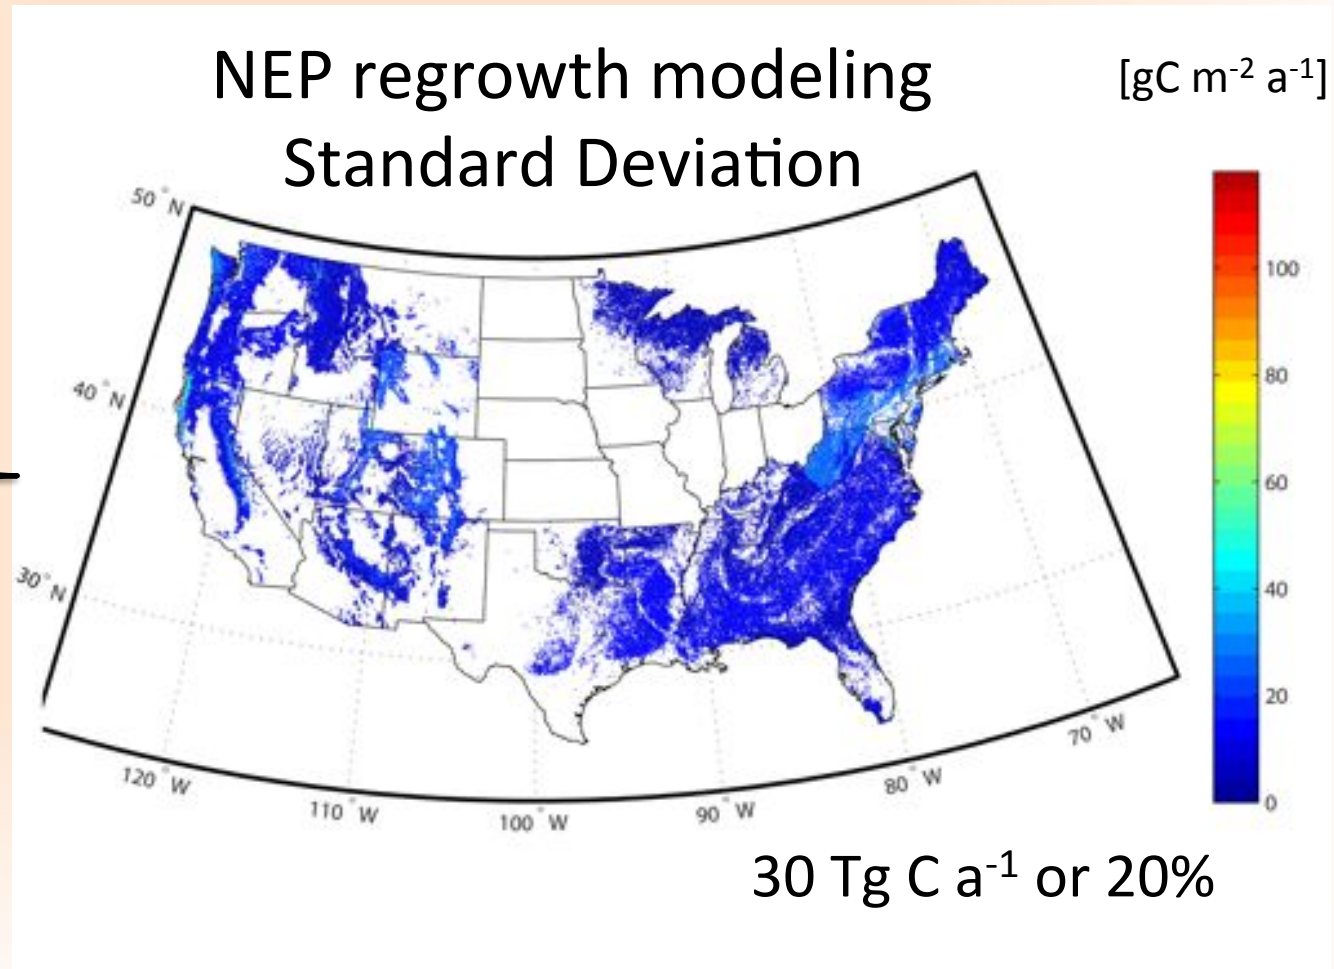 NEP regrowth modeling
Standard Deviation
[gC m-2 a-1]
50°N
40°N
30°N
120°W
110°W
100°W
90°W
80°W
70°W
100
80
60
40
20
0
30 Tg C a-1 or 20%